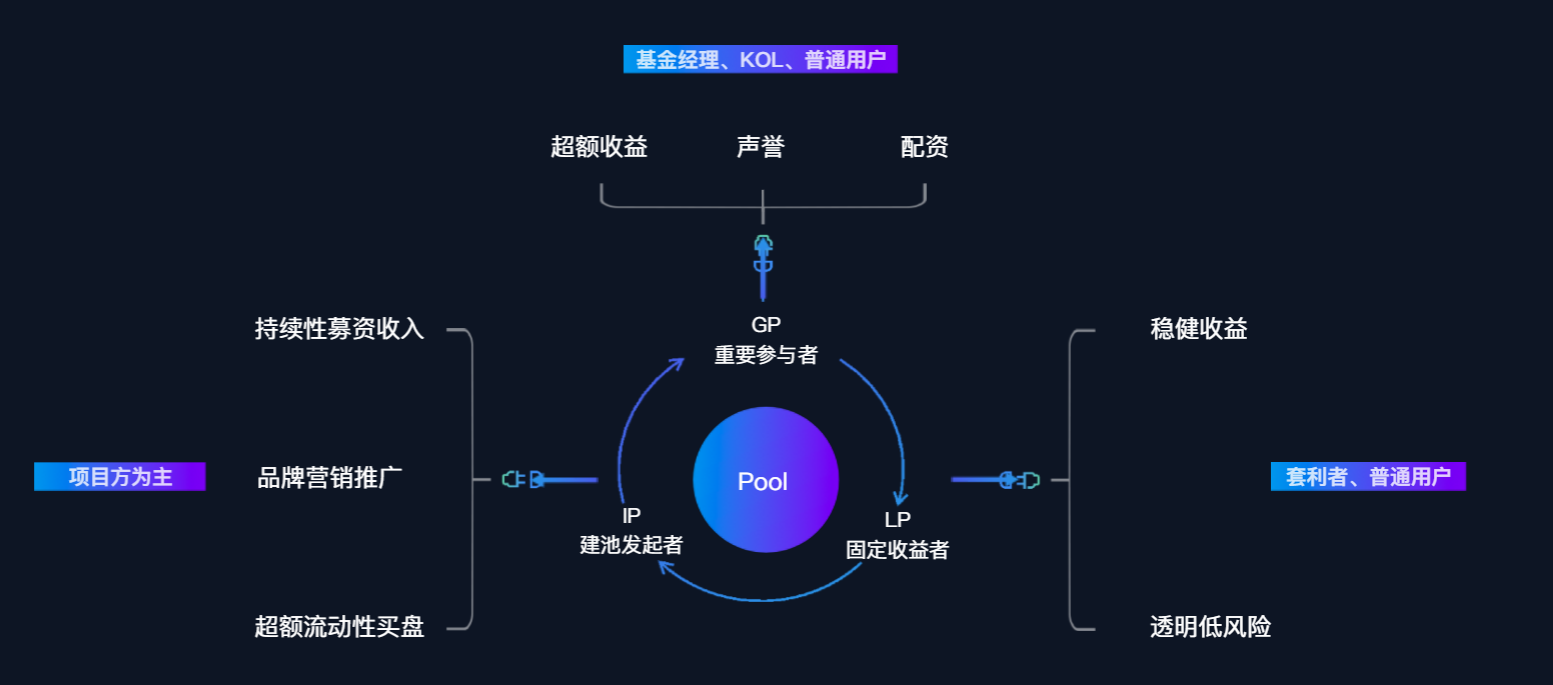 基金经理、KOL、普通用户
超额收益
声誉
配资
GP
重要参与者
持续性募资收入
稳健收益
项目方为主
品牌营销推广
Pool
套利者、普通用户
IP
建池发起者
LP
固定收益者
超额流动性买盘
透明低风险